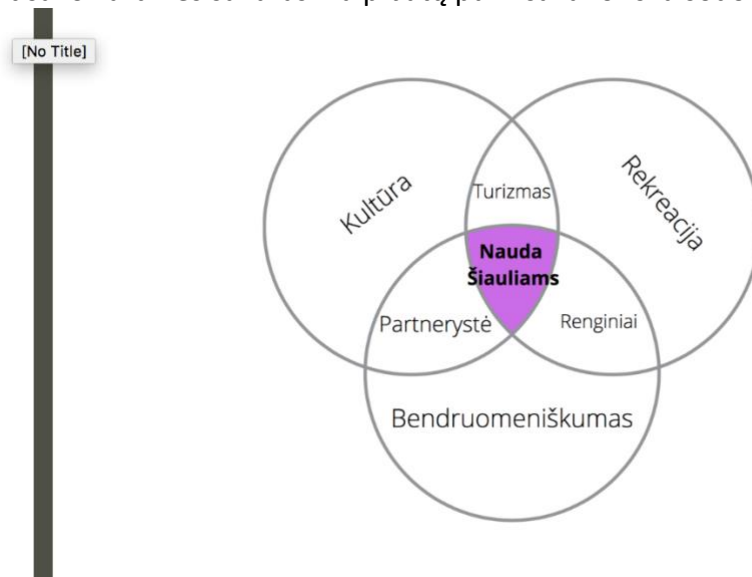 [No Title]
Kultūra
Rekreacija
Turizmas
Nauda
Šiauliams
Partnerystė
Renginiai
Bendruomeniškumas